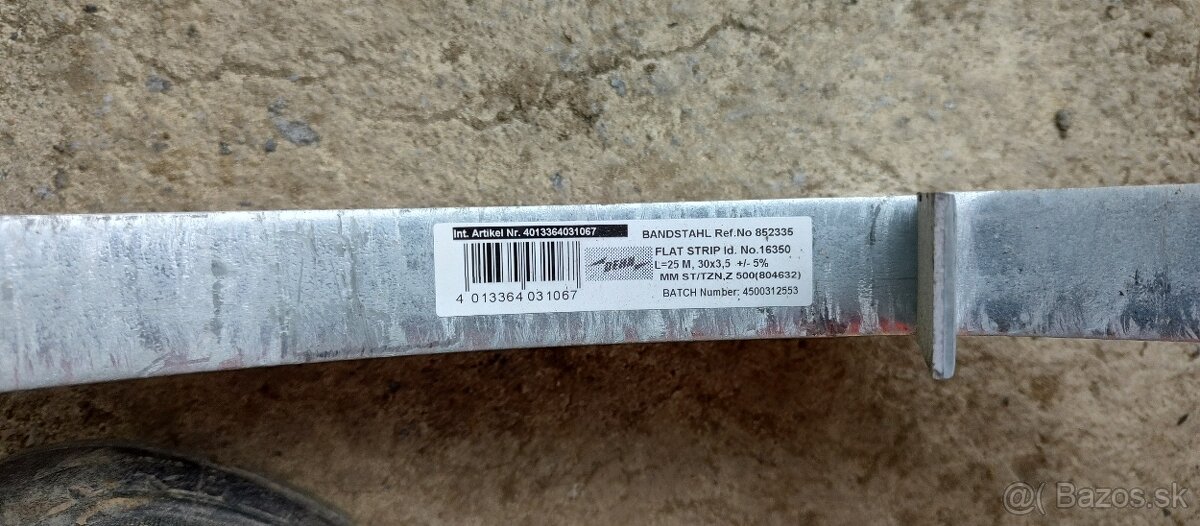 Int. Artikel Nr. 4013364031067
4 013364 031067
DEHN
BANDSTAHL Ref.No 852335
FLAT STRIP Id. No.16350
L=25 M, 30x3,5 +/- 5%
MM ST/TZN,Z 500(804632)
BATCH Number: 4500312553
@( Bazos.sk